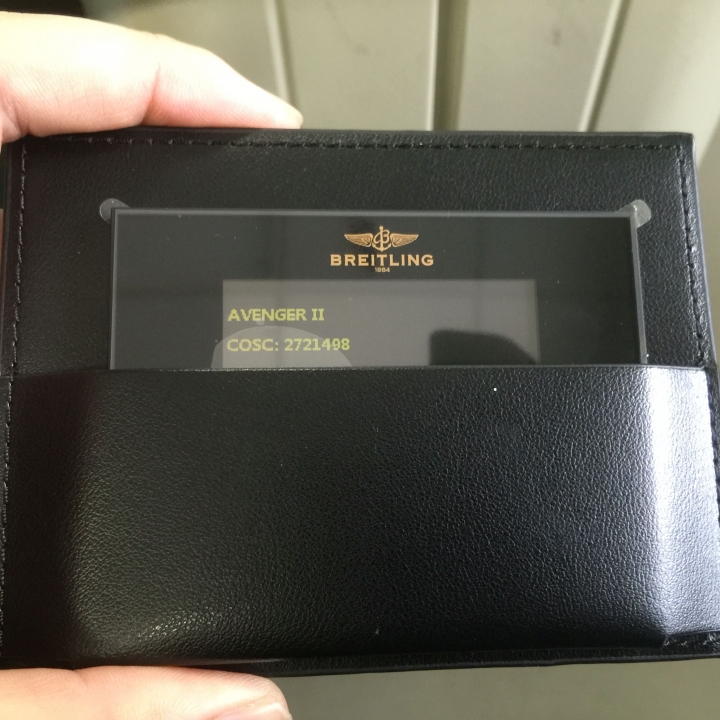 BREITLING
1884
AVENGER II
COSC: 2721498